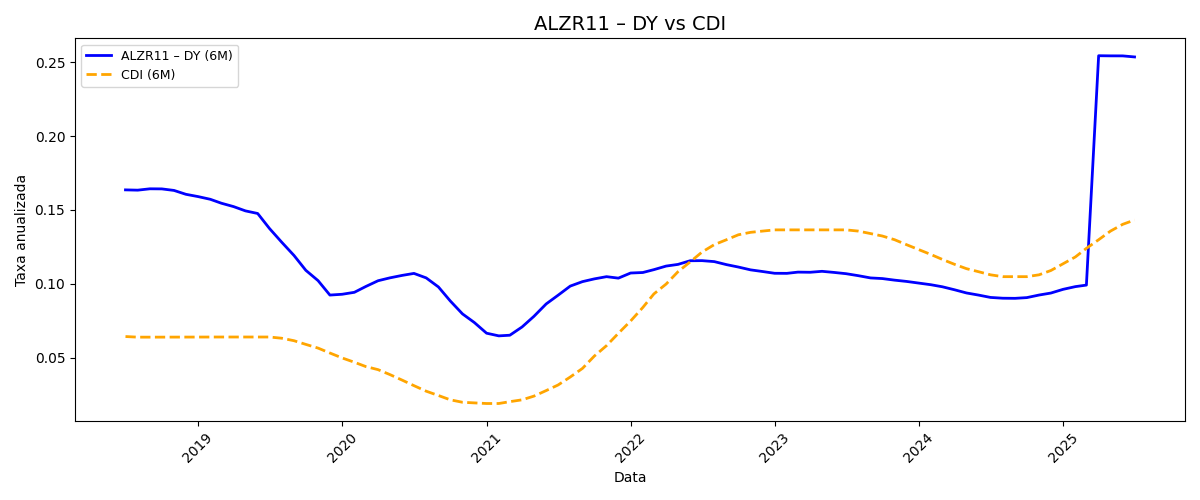 ALZR11 – DY vs CDI
ALZR11 – DY (6M)
CDI (6M)
Taxa anualizada
0.25
0.20
0.15
0.10
0.05
2019
2020
2021
2022
2023
2024
2025
Data